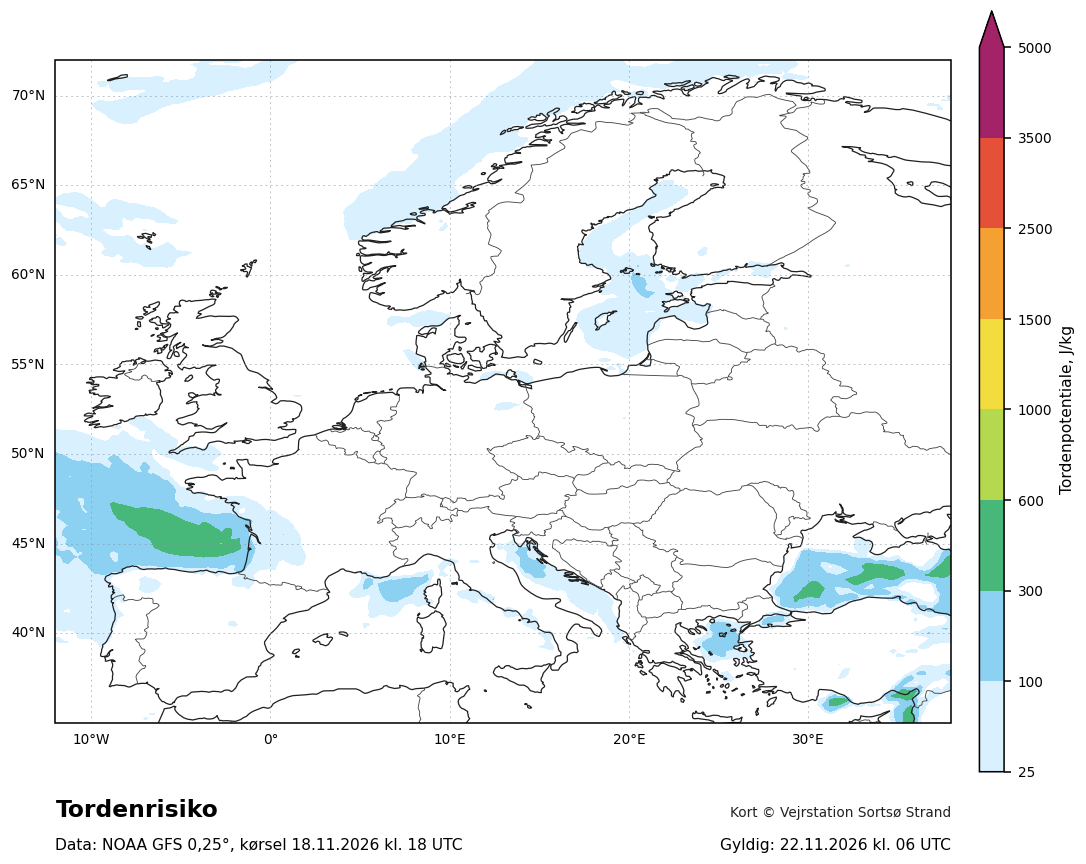 5000
3500
2500
1500
1000
600
300
100
25
Tordenpotentiale, J/kg
70°N
65°N
60°N
55°N
50°N
45°N
40°N
10°W
0°
10°E
20°E
30°E
Tordenrisiko
Kort © Vejrstation Sortsø Strand
Data: NOAA GFS 0,25°, kørsel 18.11.2026 kl. 18 UTC
Gyldig: 22.11.2026 kl. 06 UTC